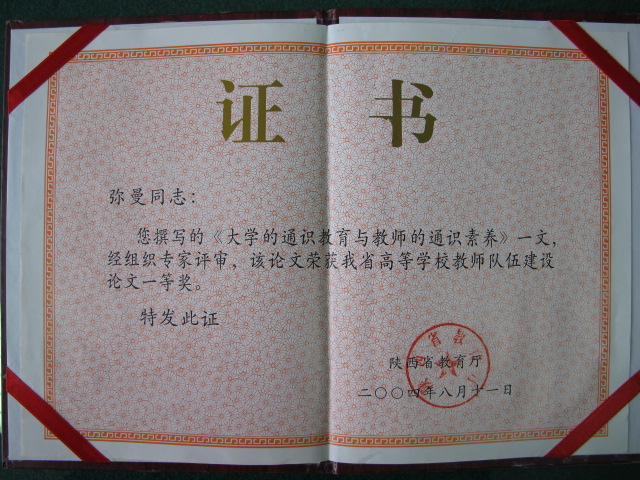 证 书
弥曼同志：
您撰写的《大学的通识教育与教师的通识素养》一文，
经组织专家评审，该论文荣获我省高等学校教师队伍建设
论文一等奖。
特发此证
陕西省教育厅
二〇〇四年八月十一日